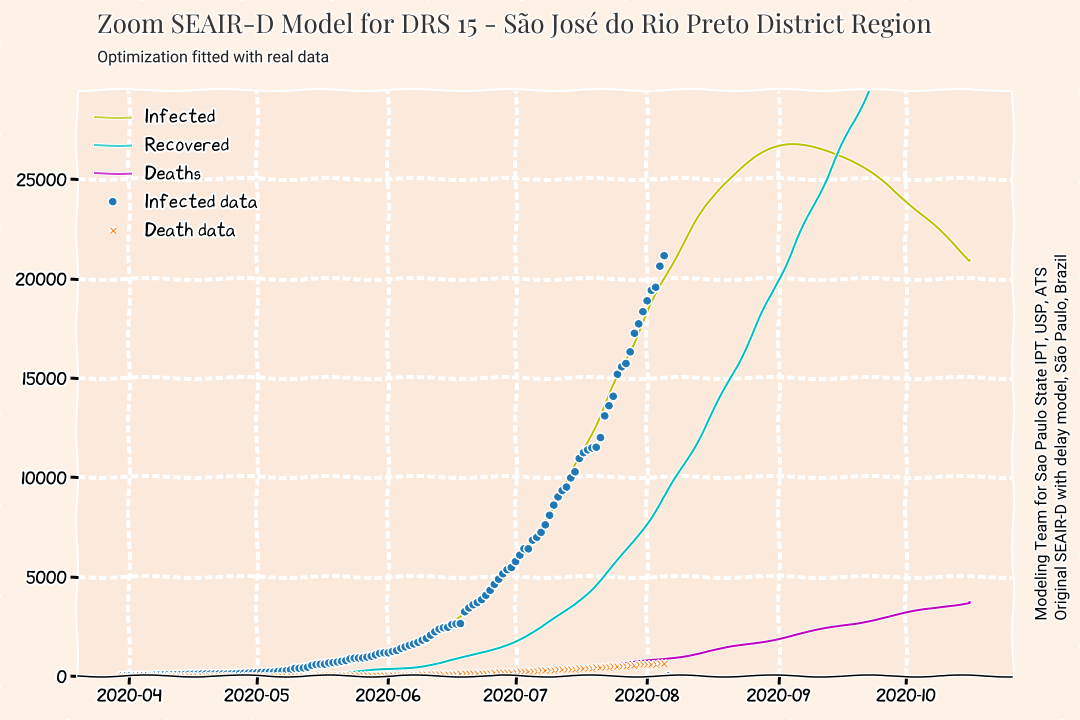 Zoom SEAIR-D Model for DRS 15 - São José do Rio Preto District Region
Optimization fitted with real data
Infected
Recovered
Deaths
Infected data
Death data
25000
20000
15000
10000
5000
0
2020-04
2020-05
2020-06
2020-07
2020-08
2020-09
2020-10
Modeling Team for Sao Paulo State IPT, USP, ATS
Original SEAIR-D with delay model, São Paulo, Brazil